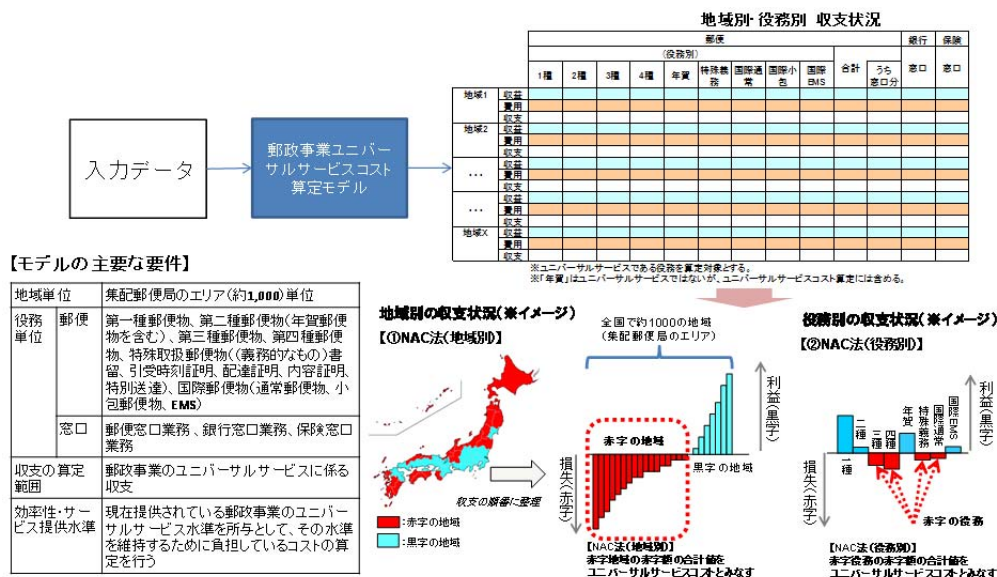 地域別・役務別 収支状況
郵便
銀行
保険
(役務別)
合計
うち
窓口分
窓口
窓口
1種
2種
3種
4種
年賀
特殊義
務
国際通
常
国際小
包
国際
EMS
地域1
収益
費用
収支
地域2
収益
費用
収支
…
収益
費用
収支
…
収益
費用
収支
地域X
収益
費用
収支
※ユニバーサルサービスである役務を算定対象とする。
※「年賀」はユニバーサルサービスではないが、ユニバーサルサービスコスト算定には含める。
入力データ
郵政事業ユニバー
サルサービスコスト
算定モデル
【モデルの主要な要件】
地域単位
集配郵便局のエリア(約1,000)単位
役務
単位
郵便
第一種郵便物、第二種郵便物(年賀郵便
物を含む)、第三種郵便物、第四種郵便
物、特殊取扱郵便物((義務的なもの)書
留、引受時刻証明、配達証明、内容証明、
特別送達)、国際郵便物(通常郵便物、小
包郵便物、EMS)
窓口
郵便窓口業務、銀行窓口業務、保険窓口
業務
収支の算定
範囲
郵政事業のユニバーサルサービスに係る
収支
効率性・サー
ビス提供水準
現在提供されている郵政事業のユニバー
サルサービス水準を所与として、その水準
を維持するために負担しているコストの算
定を行う
地域別の収支状況(※イメージ)
【①NAC法(地域別)】
全国で約1000の地域
(集配郵便局のエリア)
利益(黒字)
赤字の地域
黒字の地域
損失(赤字)
収支の順番に整理
:赤字の地域
:黒字の地域
【NAC法(地域別)】
赤字地域の赤字額の合計値を
ユニバーサルサービスコストとみなす
役務別の収支状況(※イメージ)
【②NAC法(役務別)】
利益(黒字)
1種
二種
三種
四種
年賀
特殊義務
国際通常
国際EMS
損失(赤字)
赤字の役務
【NAC法(役務別)】
赤字役務の赤字額の合計値を
ユニバーサルサービスコストとみなす